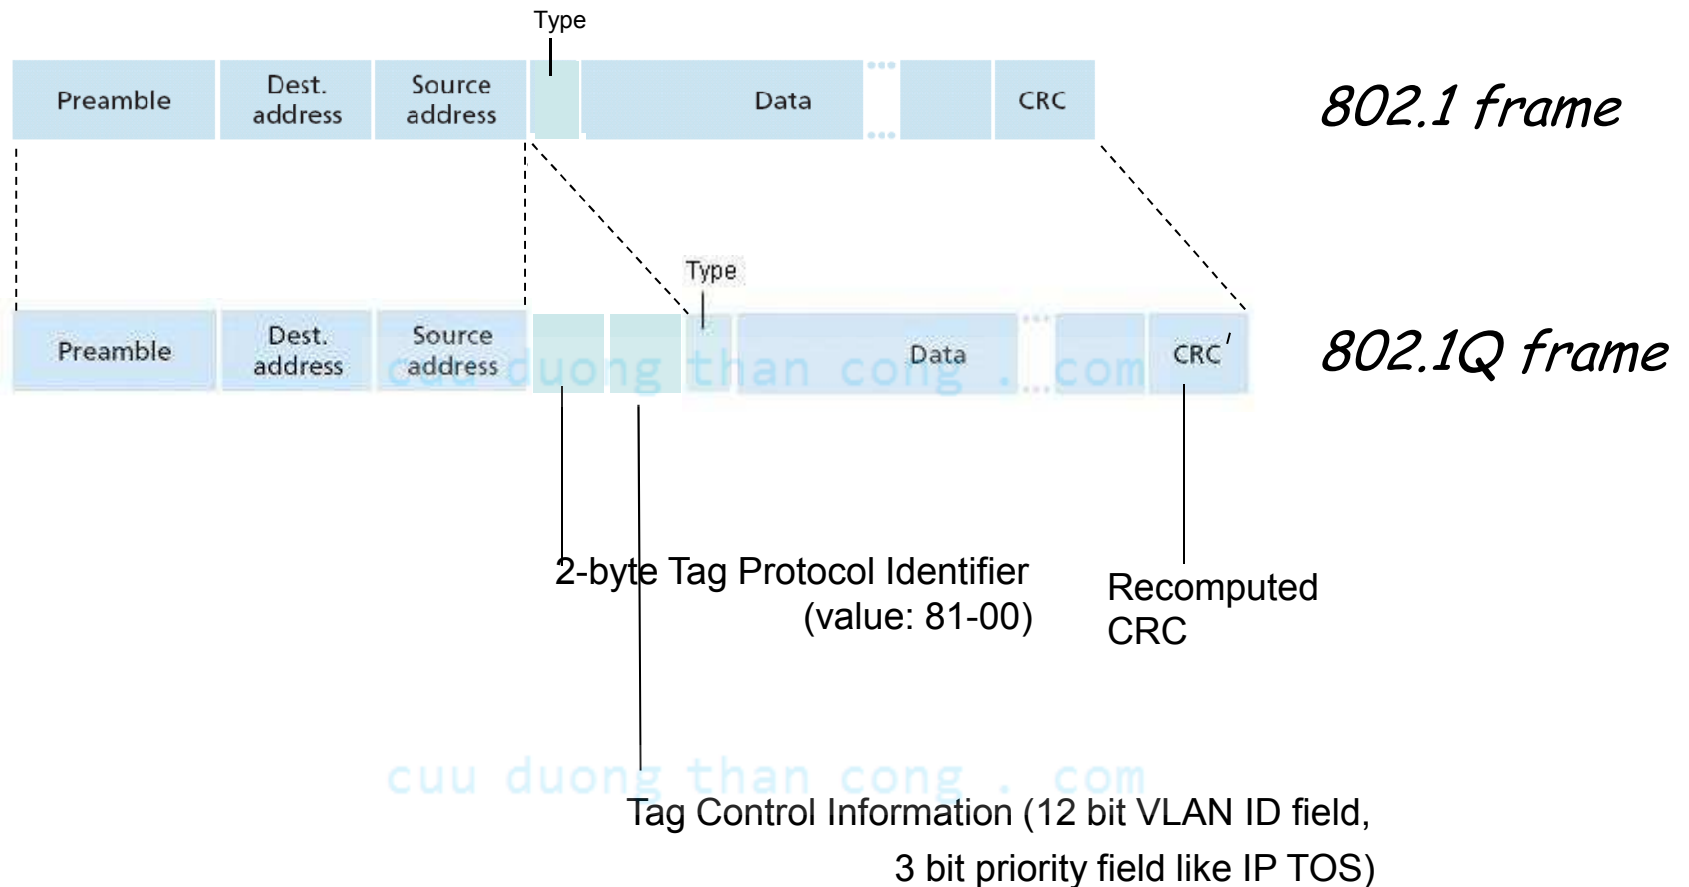 Type
Preamble
Dest.
address
Source
address
Data
CRC
802.1 frame
Type
Preamble
Dest.
address
Source
address
Data
CRC'
802.1Q frame
cuu duong than cong . com
2-byte Tag Protocol Identifier
(value: 81-00)
Recomputed
CRC
cuu duong than cong . com
Tag Control Information (12 bit VLAN ID field,
3 bit priority field like IP TOS)